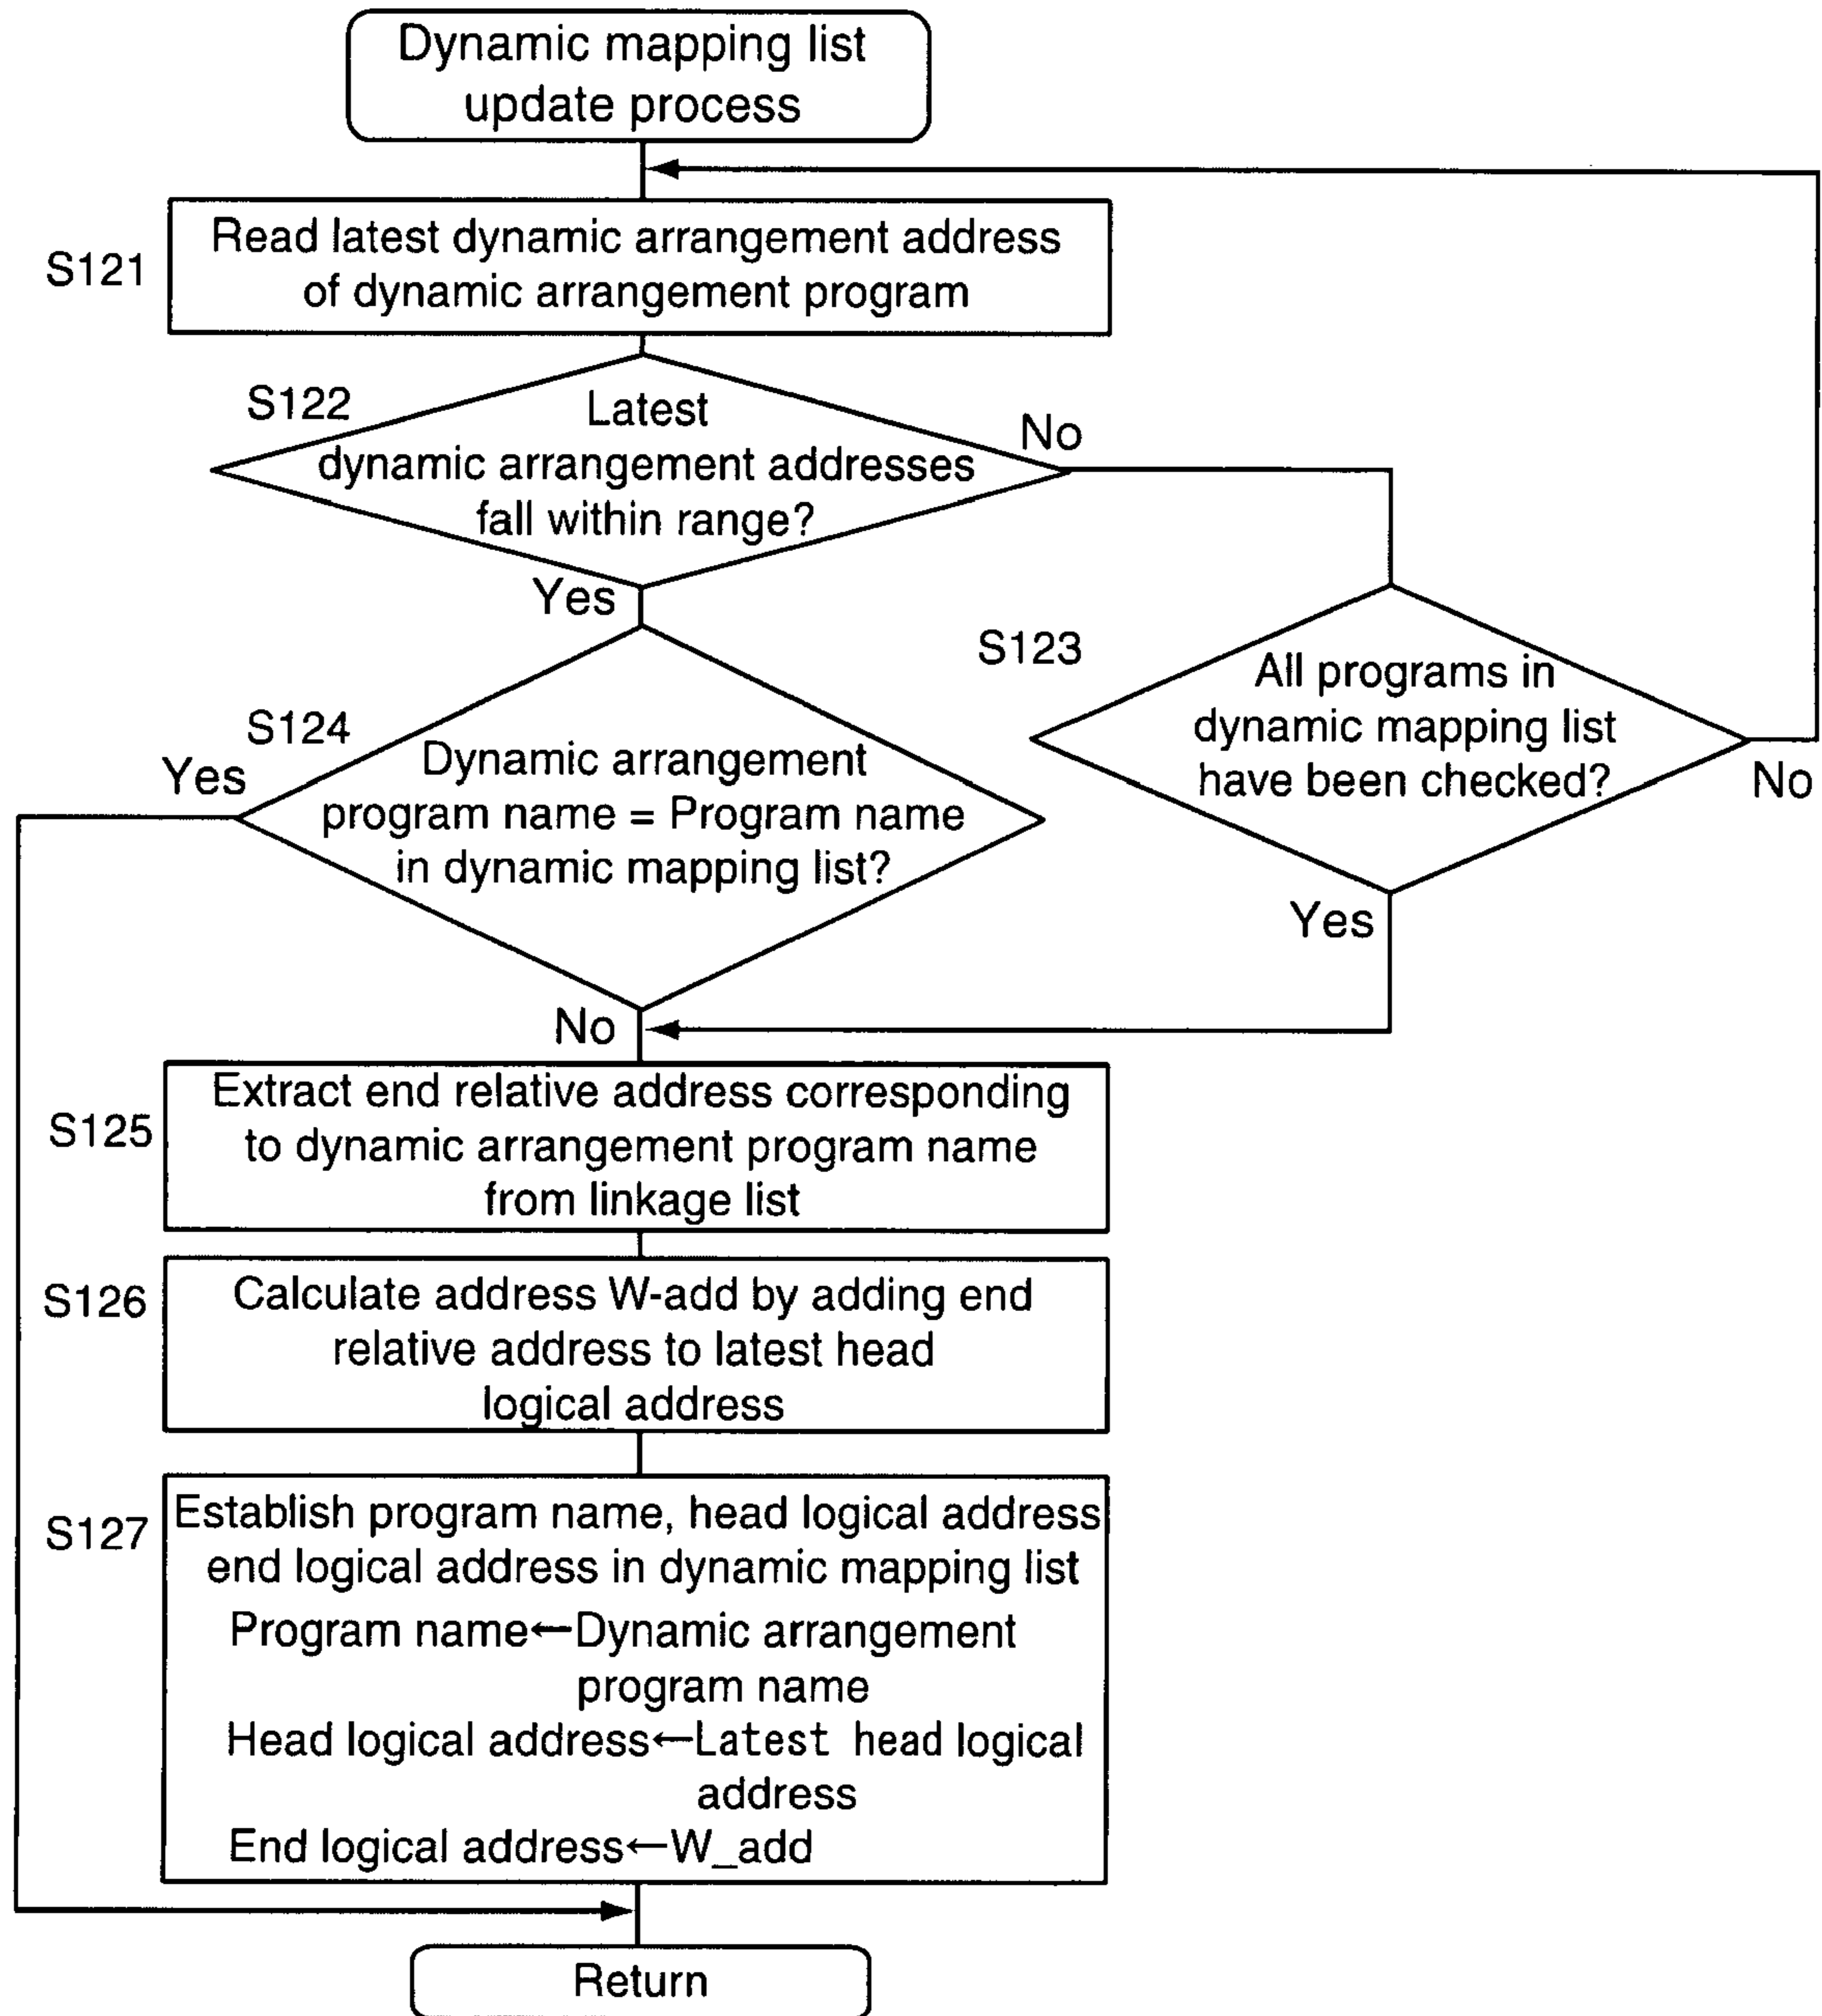 Dynamic mapping list
update process
S121
Read latest dynamic arrangement address
of dynamic arrangement program
S122
Latest
dynamic arrangement addresses
fall within range?
No
Yes
S123
All programs in
dynamic mapping list
have been checked?
No
Yes
S124
Yes
Dynamic arrangement
program name = Program name
in dynamic mapping list?
No
S125
Extract end relative address corresponding
to dynamic arrangement program name
from linkage list
S126
Calculate address W-add by adding end
relative address to latest head
logical address
S127
Establish program name, head logical address
end logical address in dynamic mapping list
Program name←Dynamic arrangement
program name
Head logical address←Latest head logical
address
End logical address←W_add
Return